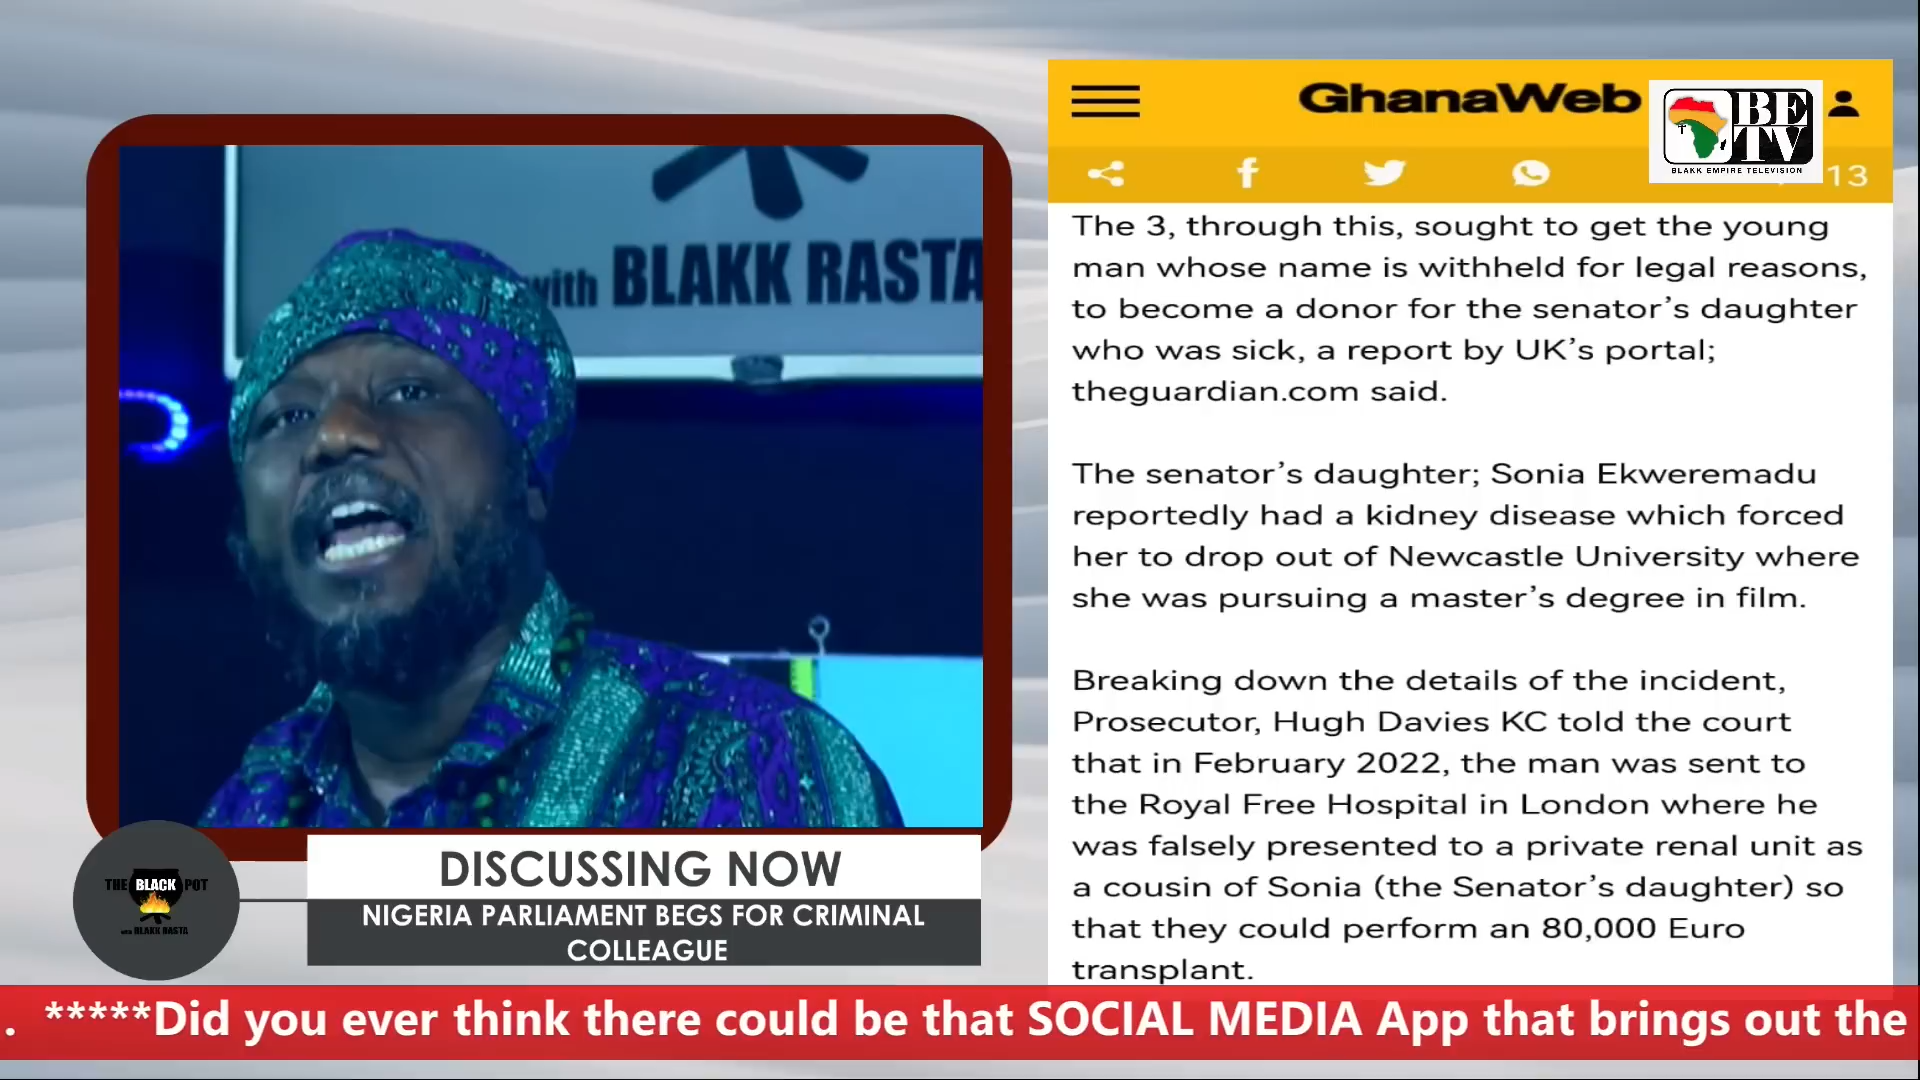 with BLAKK RASTA
GhanaWeb
BE
TV
BLAKK EMPIRE TELEVISION
13
The 3, through this, sought to get the young
man whose name is withheld for legal reasons,
to become a donor for the senator’s daughter
who was sick, a report by UK’s portal;
theguardian.com said.
The senator’s daughter; Sonia Ekweremadu
reportedly had a kidney disease which forced
her to drop out of Newcastle University where
she was pursuing a master’s degree in film.
Breaking down the details of the incident,
Prosecutor, Hugh Davies KC told the court
that in February 2022, the man was sent to
the Royal Free Hospital in London where he
was falsely presented to a private renal unit as
a cousin of Sonia (the Senator’s daughter) so
that they could perform an 80,000 Euro
transplant.
THE BLACK POT
with BLAKK RASTA
DISCUSSING NOW
NIGERIA PARLIAMENT BEGS FOR CRIMINAL
COLLEAGUE
. *****Did you ever think there could be that SOCIAL MEDIA App that brings out the